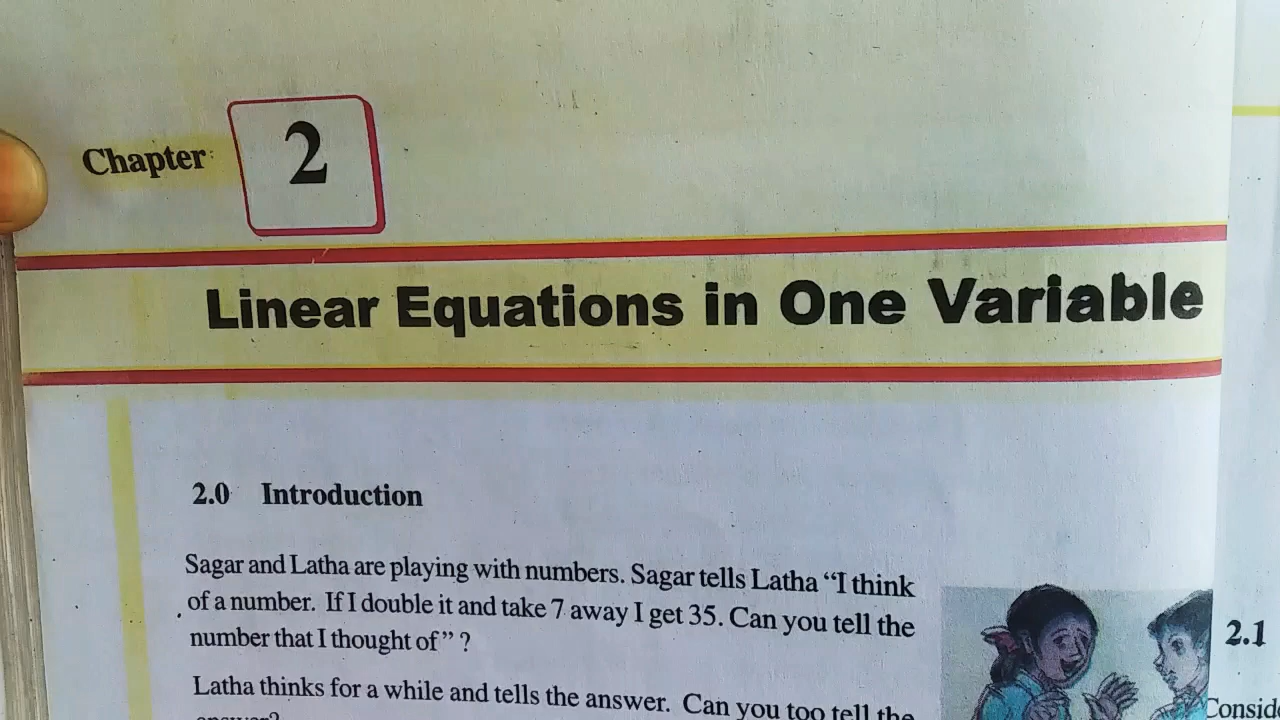 Chapter
2
Linear Equations in One Variable
2.0 Introduction
Sagar and Latha are playing with numbers. Sagar tells Latha “I think
of a number. If I double it and take 7 away I get 35. Can you tell the
number that I thought of” ?
Latha thinks for a while and tells the answer. Can you too tell the
2.1